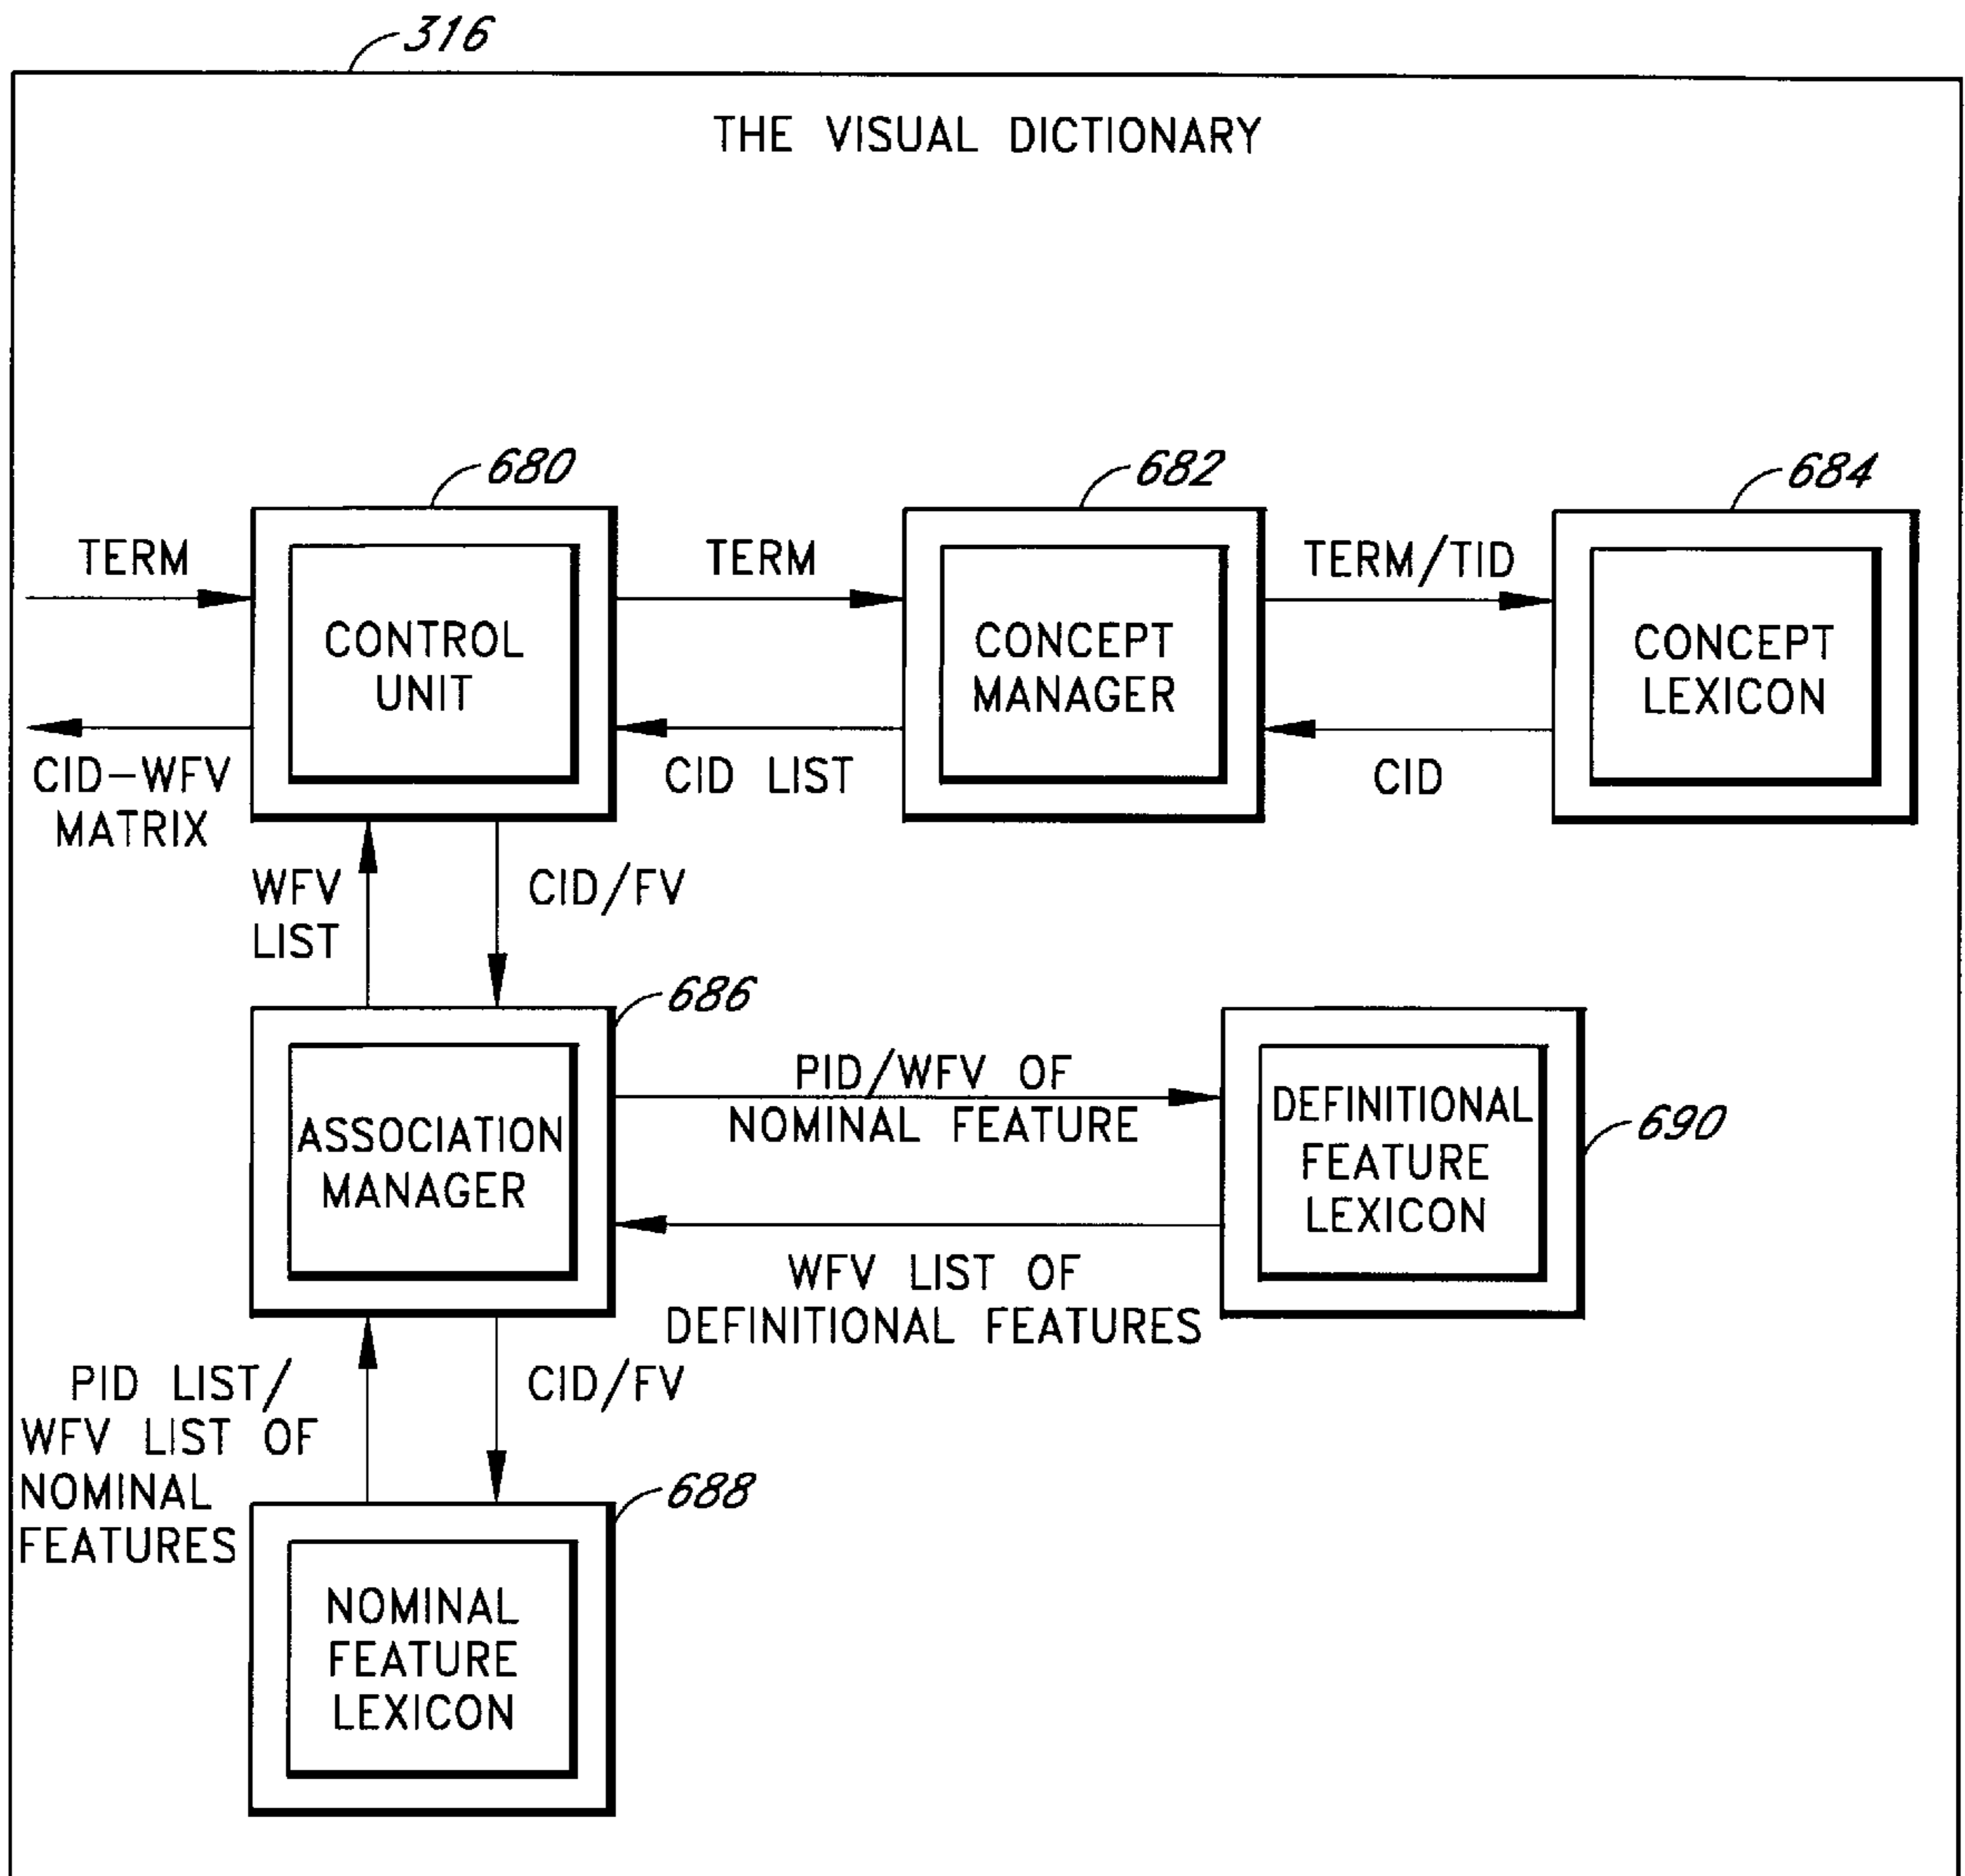 316
THE VISUAL DICTIONARY
680
682
684
TERM
TERM
TERM/TID
CONTROL
UNIT
CONCEPT
MANAGER
CONCEPT
LEXICON
CID-WFV
MATRIX
CID LIST
CID
WFV
LIST
CID/FV
686
PID/WFV OF
NOMINAL FEATURE
ASSOCIATION
MANAGER
DEFINITIONAL
FEATURE
LEXICON
690
WFV LIST OF
DEFINITIONAL FEATURES
PID LIST/
WFV LIST OF
NOMINAL
FEATURES
CID/FV
688
NOMINAL
FEATURE
LEXICON